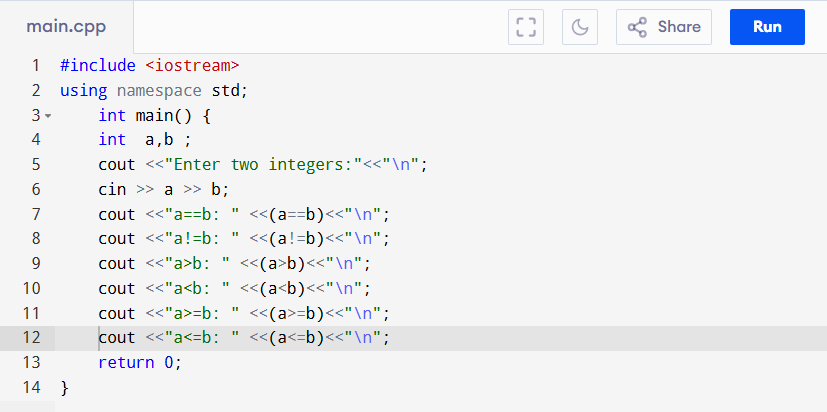 main.cpp Share Run
1 #include <iostream>
2 using namespace std;
3 int main() {
4 int  a,b ;
5 cout <<"Enter two integers:"<<"\n";
6 cin >> a >> b;
7 cout <<"a==b: " <<(a==b)<<"\n";
8 cout <<"a!=b: " <<(a!=b)<<"\n";
9 cout <<"a>b: " <<(a>b)<<"\n";
10 cout <<"a<b: " <<(a<b)<<"\n";
11 cout <<"a>=b: " <<(a>=b)<<"\n";
12 cout <<"a<=b: " <<(a<=b)<<"\n";
13 return 0;
14 }